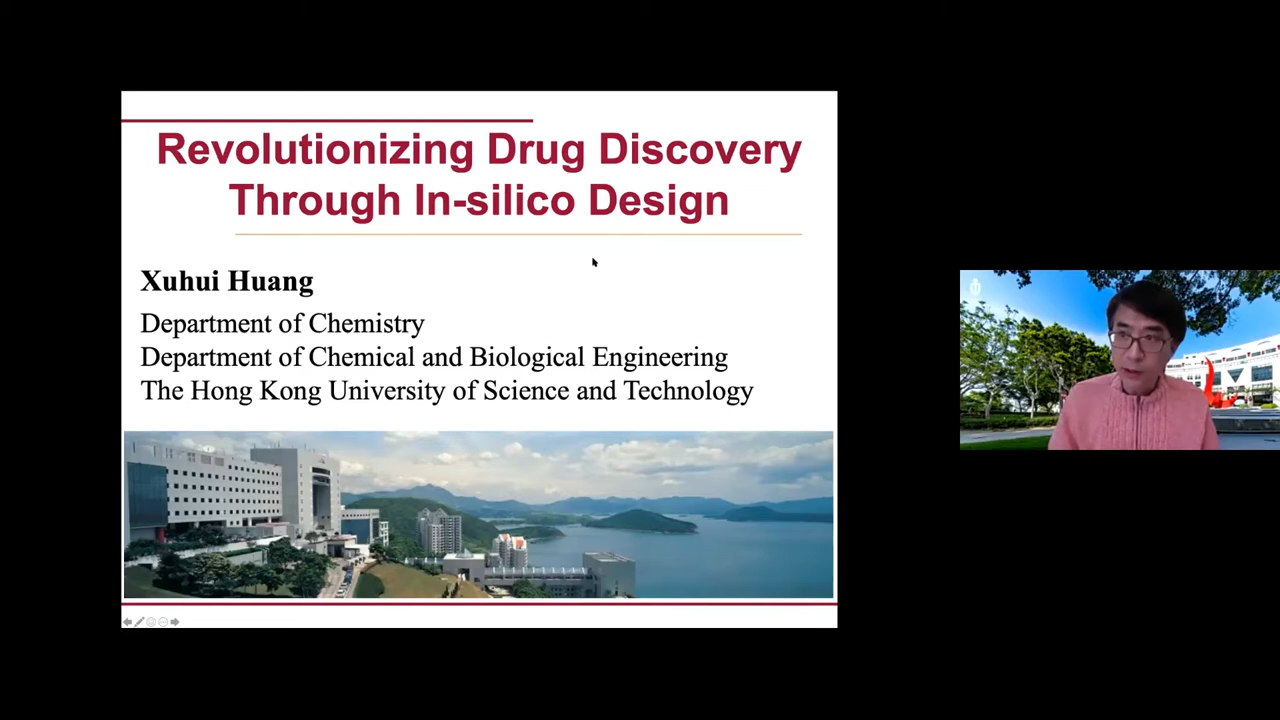 Revolutionizing Drug Discovery
Through In-silico Design
Xuhui Huang
Department of Chemistry
Department of Chemical and Biological Engineering
The Hong Kong University of Science and Technology